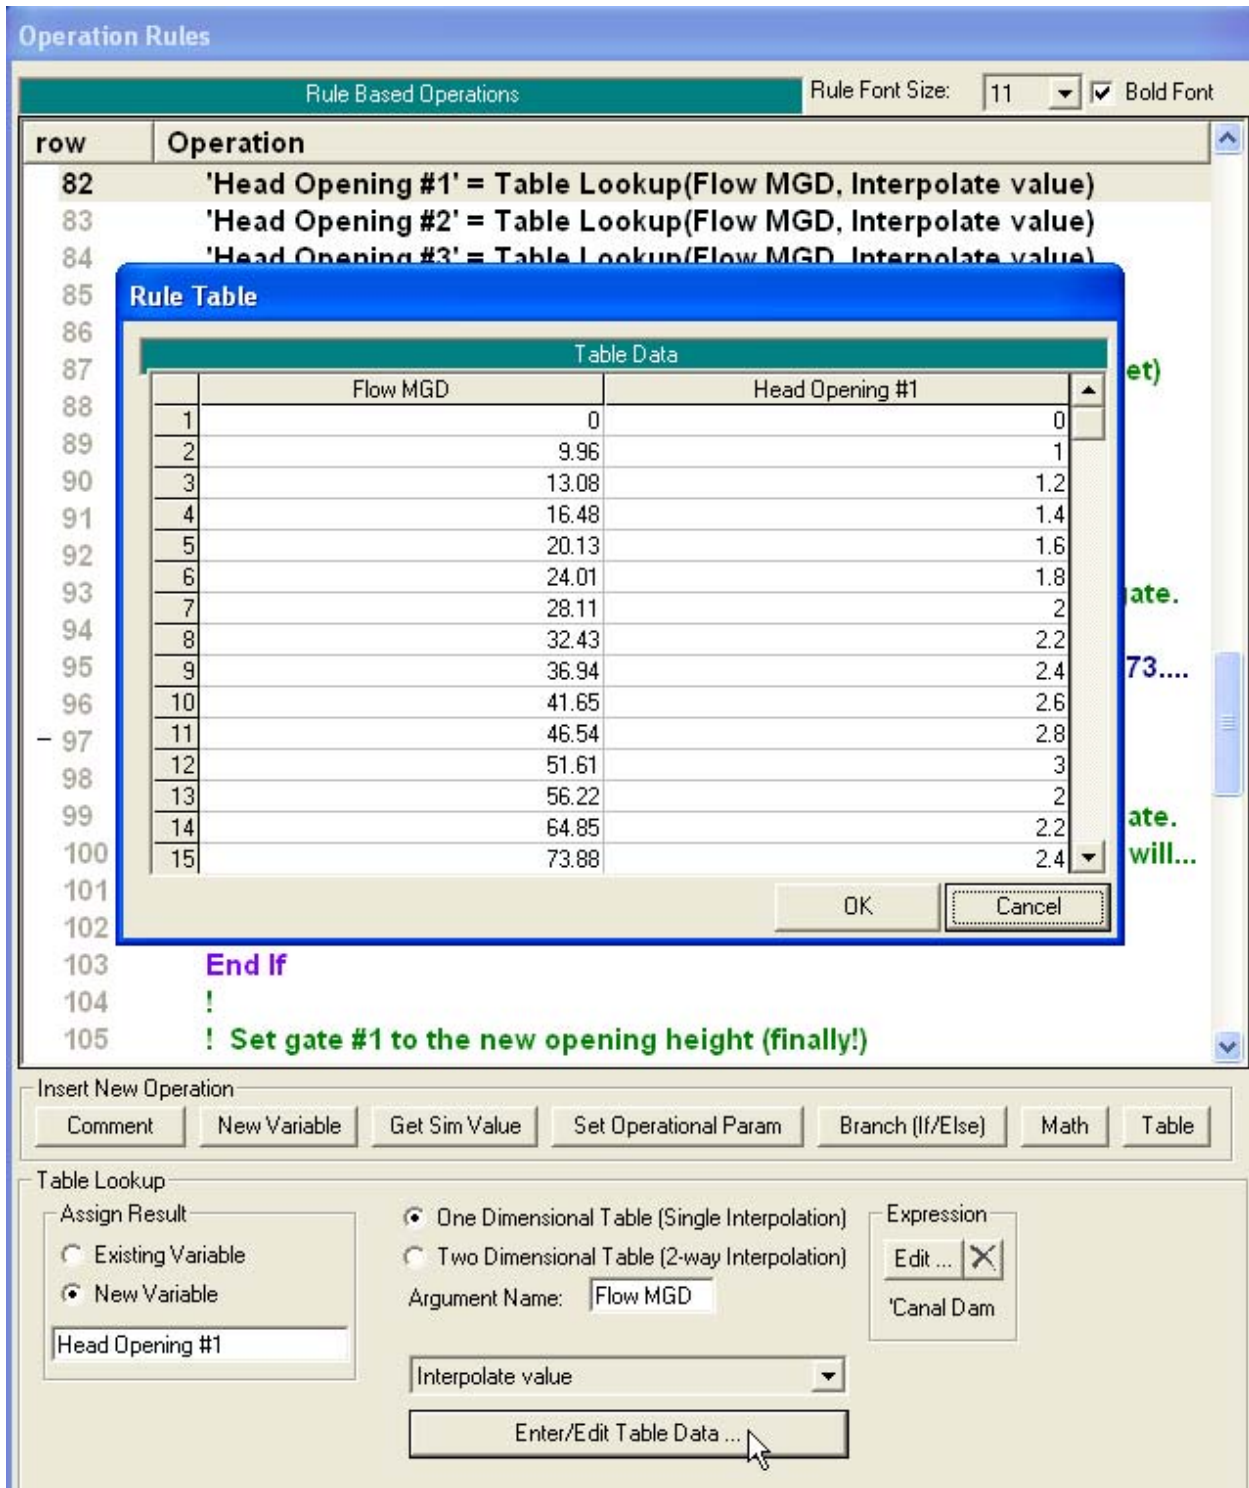 Operation Rules
Rule Based Operations Rule Font Size: 11 Bold Font
row Operation
82 'Head Opening #1' = Table Lookup(Flow MGD, Interpolate value)
83 'Head Opening #2' = Table Lookup(Flow MGD, Interpolate value)
84 'Head Opening #3' = Table Lookup(Flow MGD, Interpolate value)
85 Rule Table
86
Table Data
87 et)
Flow MGD Head Opening #1
88
1 0 0
89
2 9.96 1
90
3 13.08 1.2
91
4 16.48 1.4
92
5 20.13 1.6
6 24.01 1.8
93 gate.
7 28.11 2
94
8 32.43 2.2
95 73....
9 36.94 2.4
96
10 41.65 2.6
– 97
11 46.54 2.8
98
12 51.61 3
13 56.22 2
99 ate.
14 64.85 2.2
100 will...
15 73.88 2.4
101
OK Cancel
102
103 End If
104 !
105 ! Set gate #1 to the new opening height (finally!)
Insert New Operation
Comment New Variable Get Sim Value Set Operational Param Branch (If/Else) Math Table
Table Lookup
Assign Result One Dimensional Table (Single Interpolation) Expression
Existing Variable Two Dimensional Table (2-way Interpolation) Edit ...
New Variable Argument Name: Flow MGD 'Canal Dam
Head Opening #1
Interpolate value
Enter/Edit Table Data ...